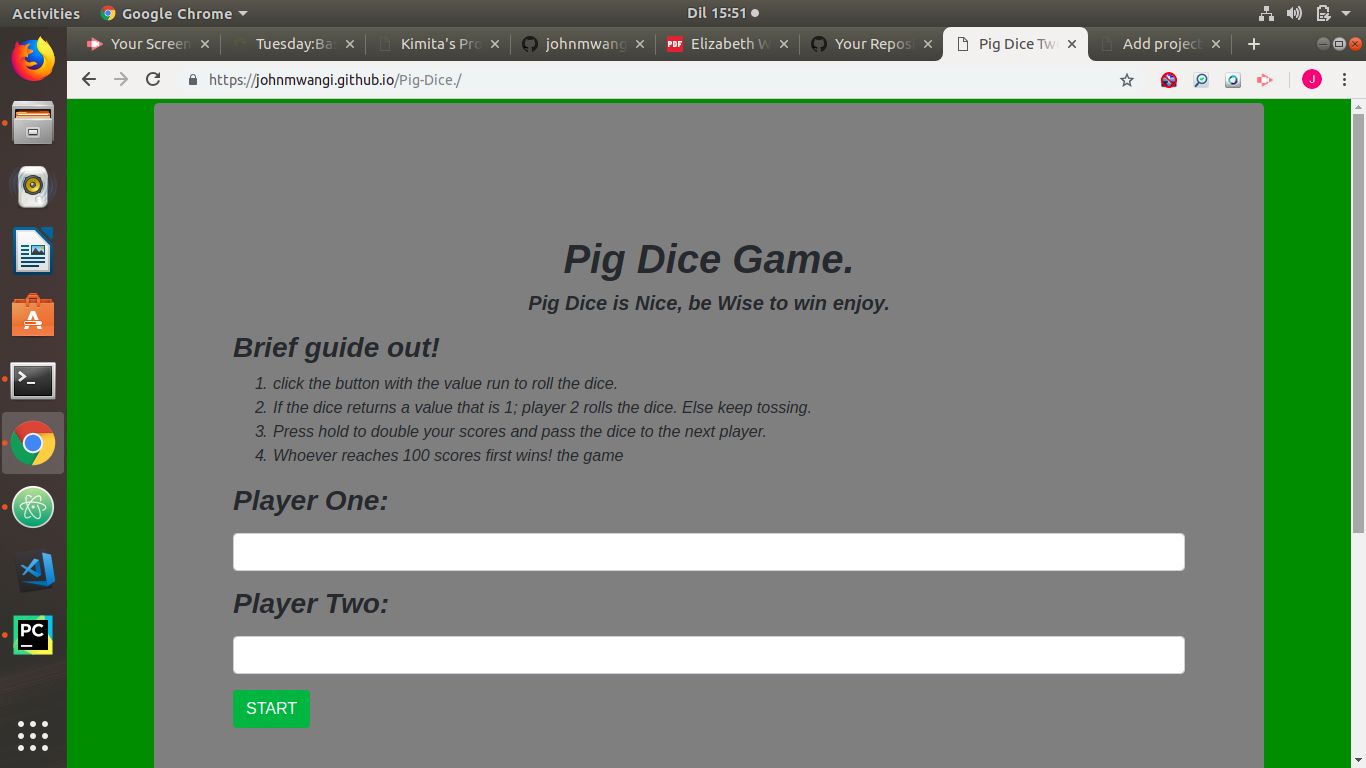 Activities Google Chrome Dil 15:51
Your Screen Tuesday:Ba Kimita's Pro johnmwang Elizabeth W Your Repos Pig Dice Tw Add project
https://johnmwangi.github.io/Pig-Dice./ J
Pig Dice Game.
Pig Dice is Nice, be Wise to win enjoy.
Brief guide out!
1. click the button with the value run to roll the dice.
2. If the dice returns a value that is 1; player 2 rolls the dice. Else keep tossing.
3. Press hold to double your scores and pass the dice to the next player.
4. Whoever reaches 100 scores first wins! the game
Player One:
Player Two:
START
PDF
PC